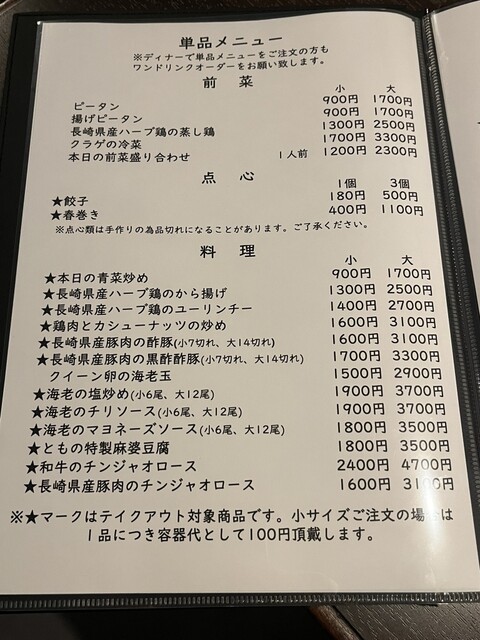 単品メニュー
※ディナーで単品メニューをご注文の方も
ワンドリンクオーダーをお願い致します。
前 菜 小 大
ピータン 900円 1700円
揚げピータン 900円 1700円
長崎県産ハーブ鶏の蒸し鶏 1300円 2500円
クラゲの冷菜 1700円 3300円
本日の前菜盛り合わせ 1人前 1200円 2300円
点 心 1個 3個
★餃子 180円 500円
★春巻き 400円 1100円
※点心類は手作りの為品切れになることがあります。ご了承ください。
料 理 小 大
★本日の青菜炒め 900円 1700円
★長崎県産ハーブ鶏のから揚げ 1300円 2500円
★長崎県産ハーブ鶏のユーリンチー 1400円 2700円
★鶏肉とカシューナッツの炒め 1600円 3100円
★長崎県産豚肉の酢豚(小7切れ、大14切れ) 1600円 3100円
★長崎県産豚肉の黒酢酢豚(小7切れ、大14切れ) 1700円 3300円
クイーン卵の海老玉 1500円 2900円
★海老の塩炒め(小6尾、大12尾) 1900円 3700円
★海老のチリソース(小6尾、大12尾) 1900円 3700円
★海老のマヨネーズソース(小6尾、大12尾) 1800円 3500円
★ともの特製麻婆豆腐 1800円 3500円
★和牛のチンジャオロース 2400円 4700円
★長崎県産豚肉のチンジャオロース 1600円 3100円
※★マークはテイクアウト対象商品です。小サイズご注文の場合は
1品につき容器代として100円頂戴します。